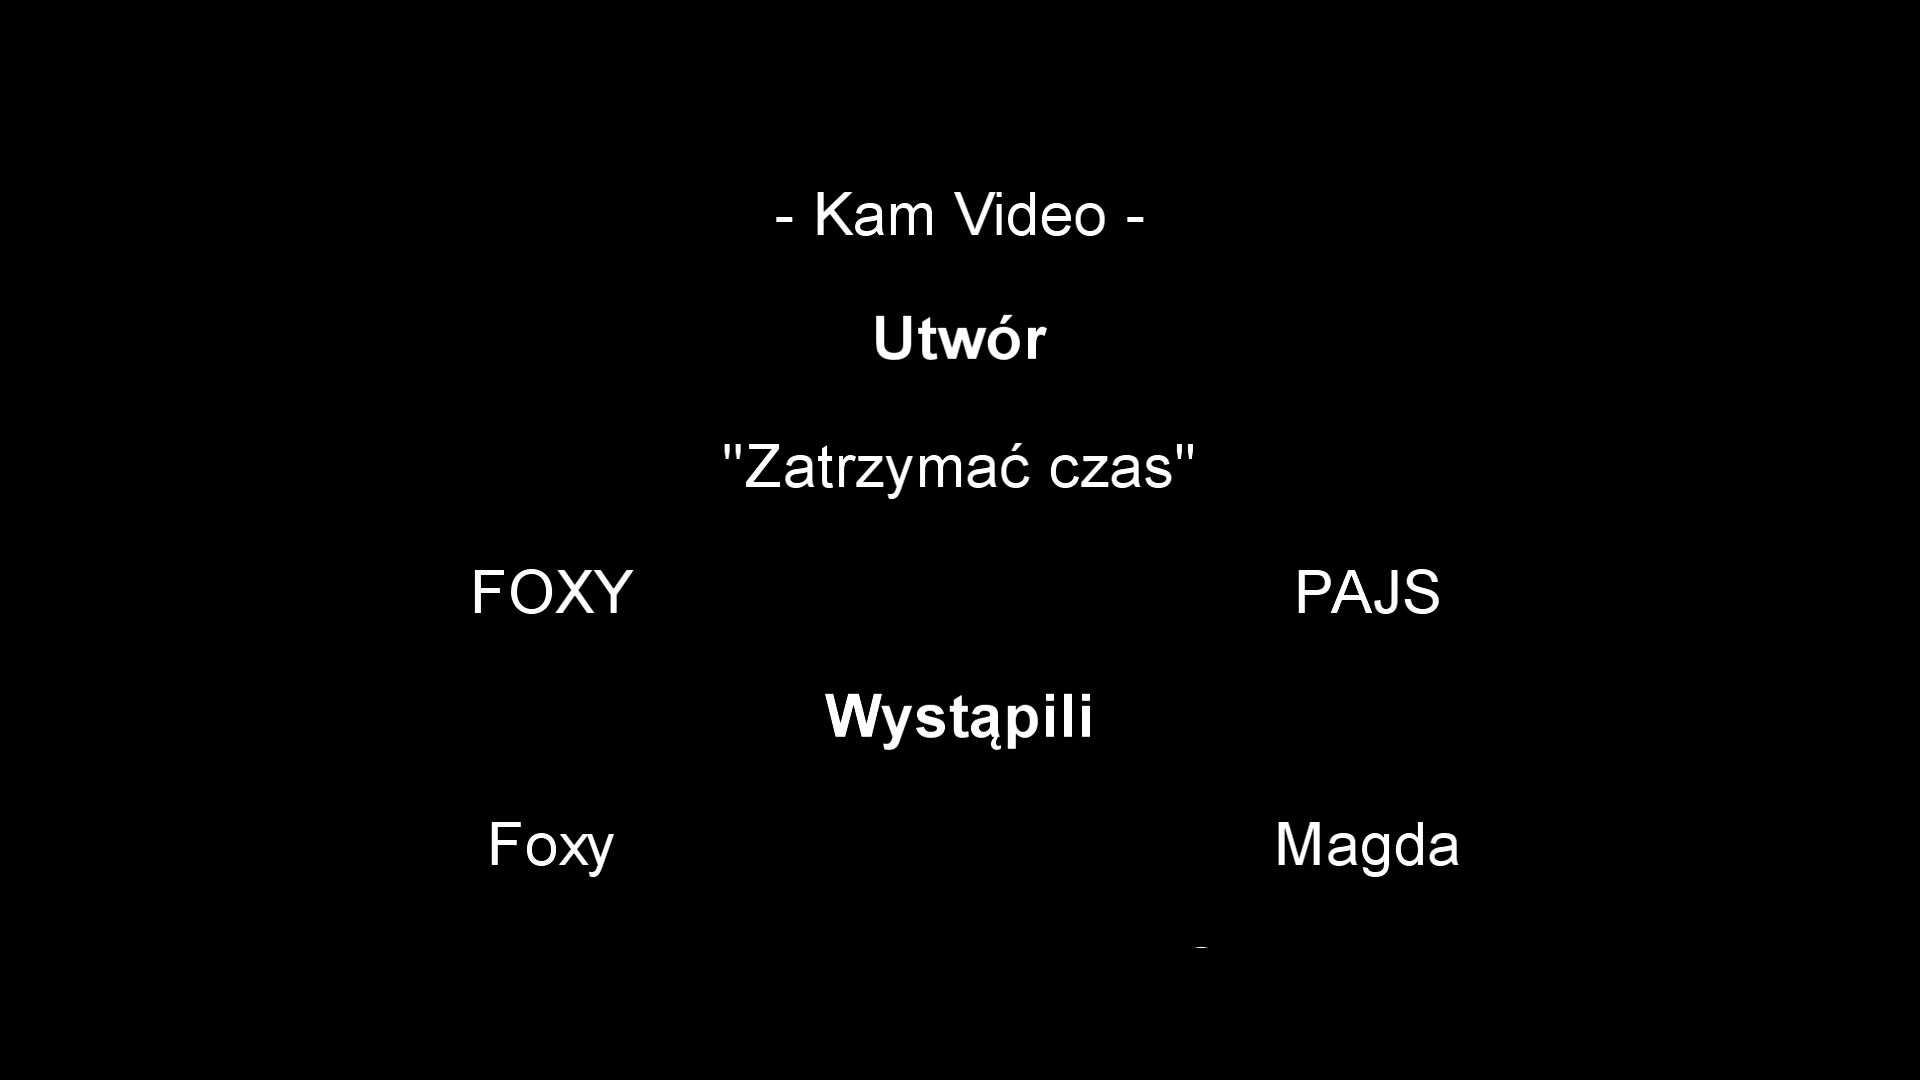 - Kam Video -
Utwór
"Zatrzymać czas"
FOXY PAJS
Wystąpili
Foxy Magda